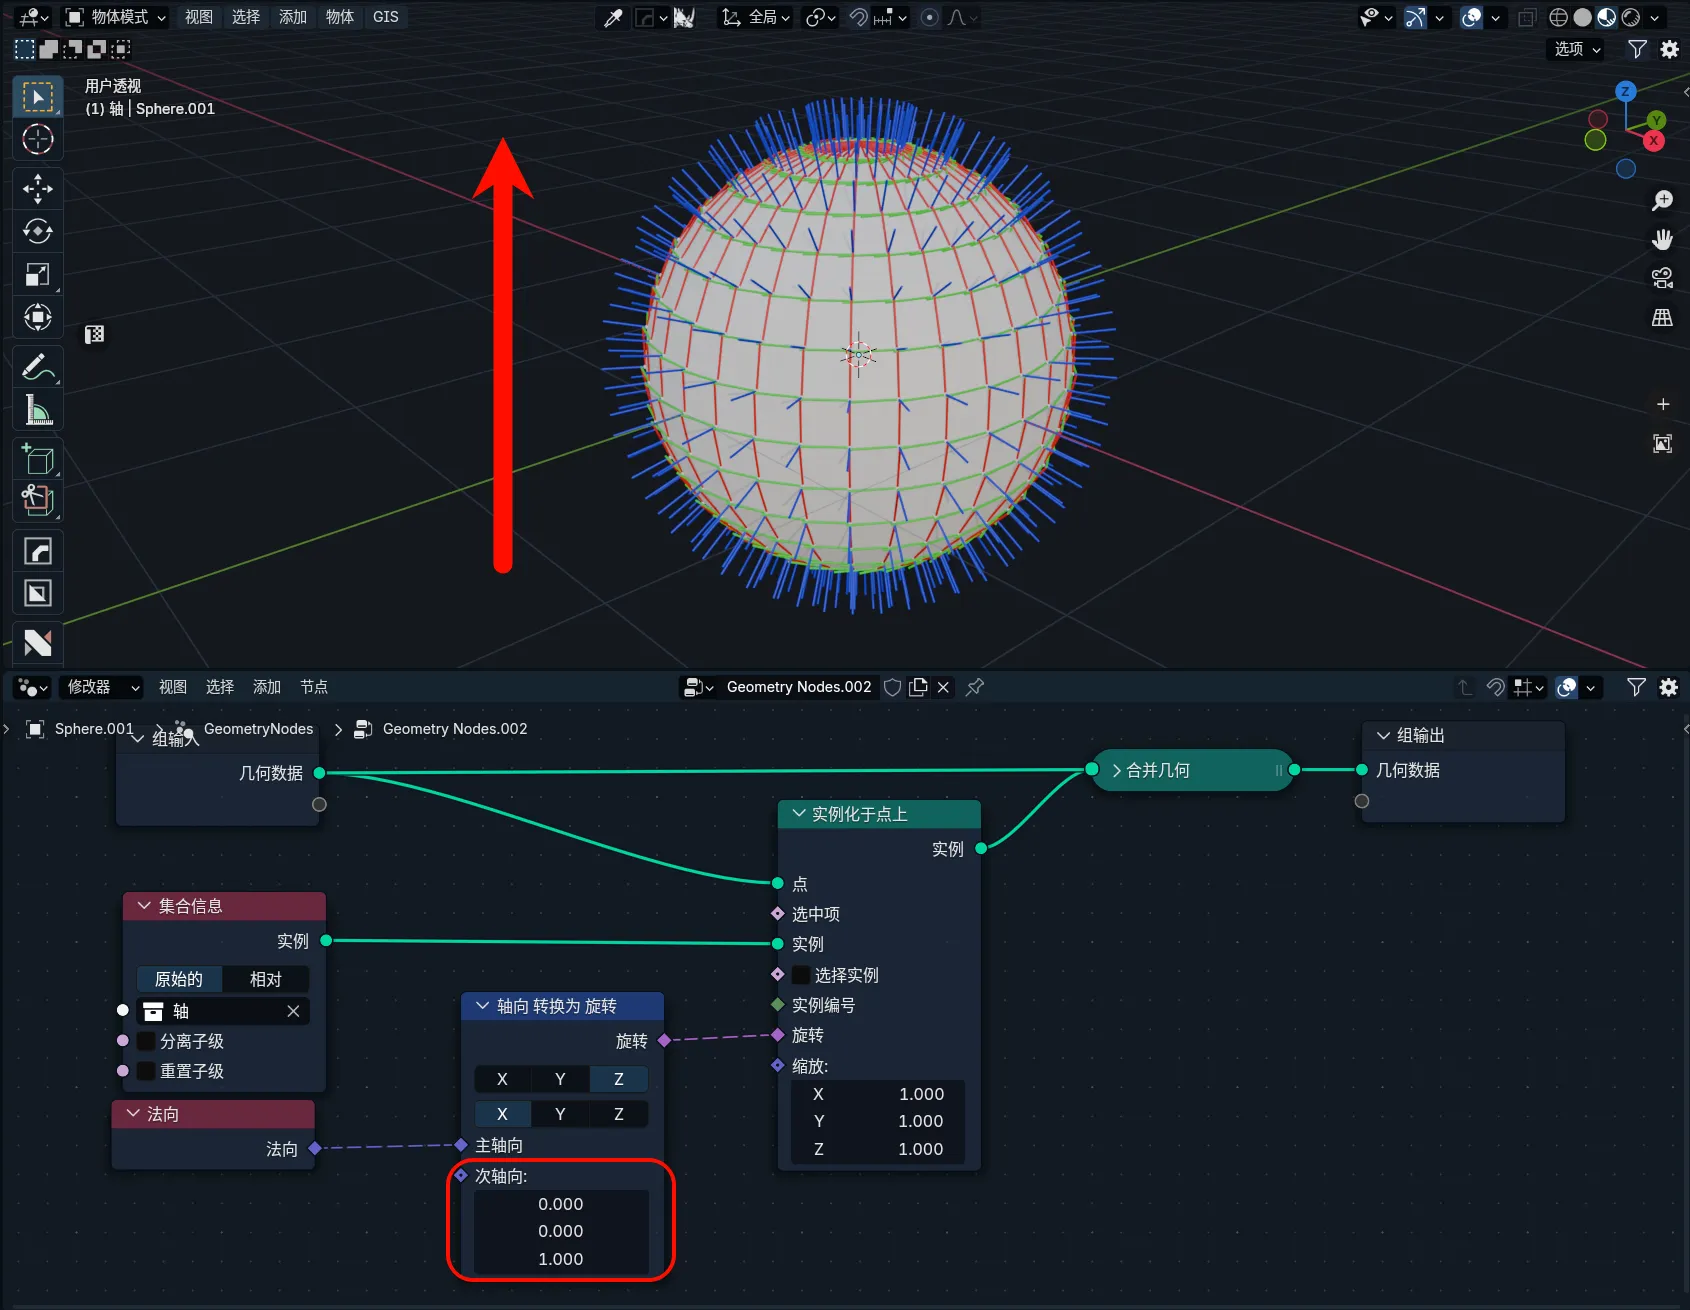 物体模式 视图 选择 添加 物体 GIS 全局
选项
用户透视
(1) 轴 | Sphere.001
Z
Y
X
修改器 视图 选择 添加 节点 Geometry Nodes.002
Sphere.001 GeometryNodes Geometry Nodes.002
组输入
几何数据
合并几何
组输出
几何数据
实例化于点上
实例
点
选中项
实例
选择实例
实例编号
旋转
缩放:
X 1.000
Y 1.000
Z 1.000
集合信息
实例
原始的 相对
轴
分离子级
重置子级
轴向 转换为 旋转
旋转
X Y Z
X Y Z
主轴向
次轴向:
0.000
0.000
1.000
法向
法向